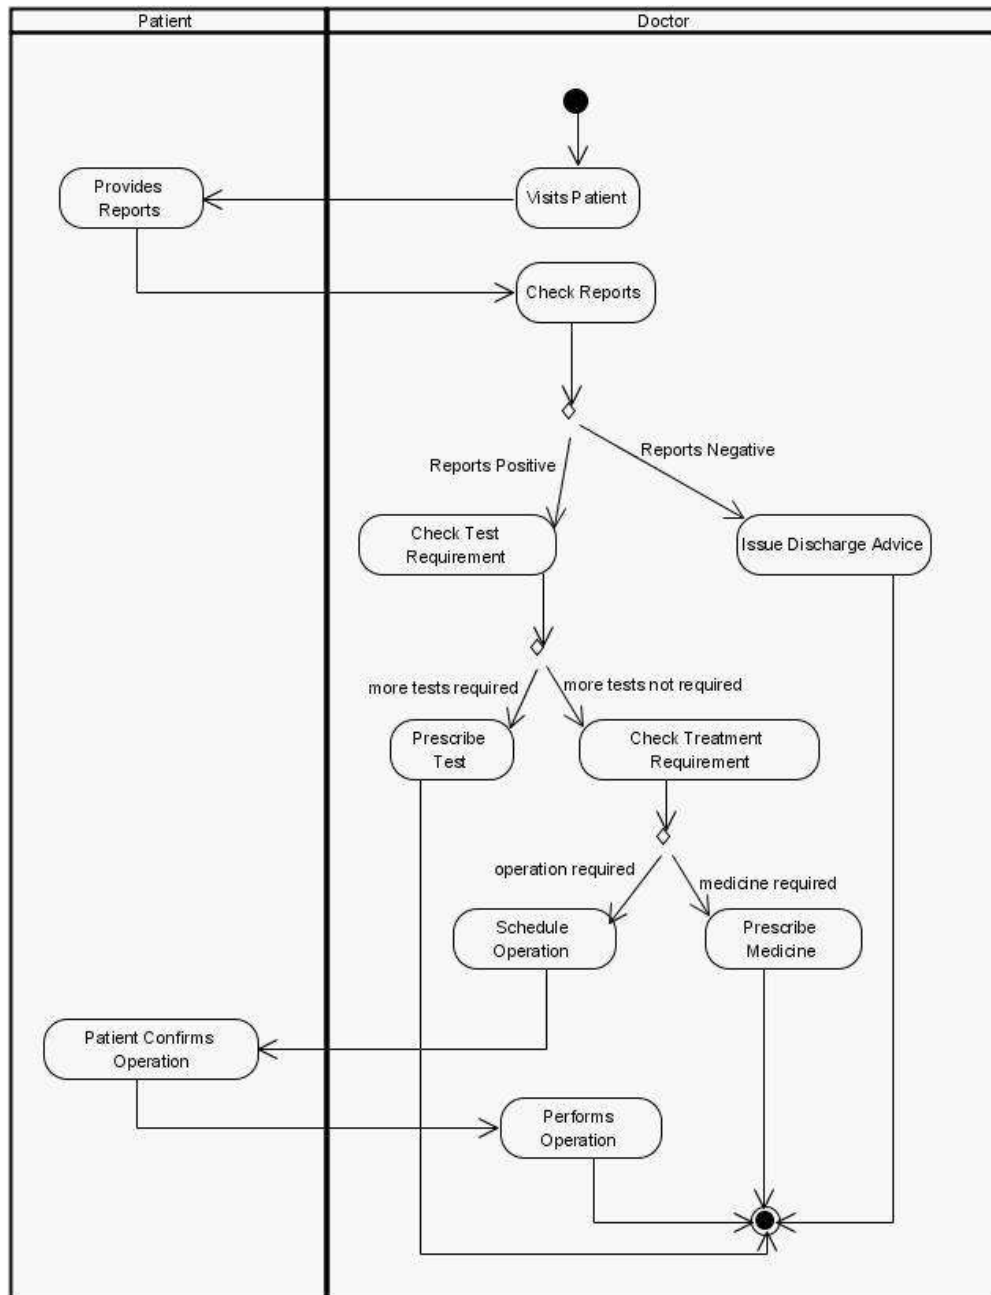 Patient
Doctor
Provides
Reports
Visits Patient
Check Reports
Reports Negative
Reports Positive
Check Test
Requirement
Issue Discharge Advice
more tests required
more tests not required
Prescribe
Test
Check Treatment
Requirement
operation required
medicine required
Schedule
Operation
Prescribe
Medicine
Patient Confirms
Operation
Performs
Operation